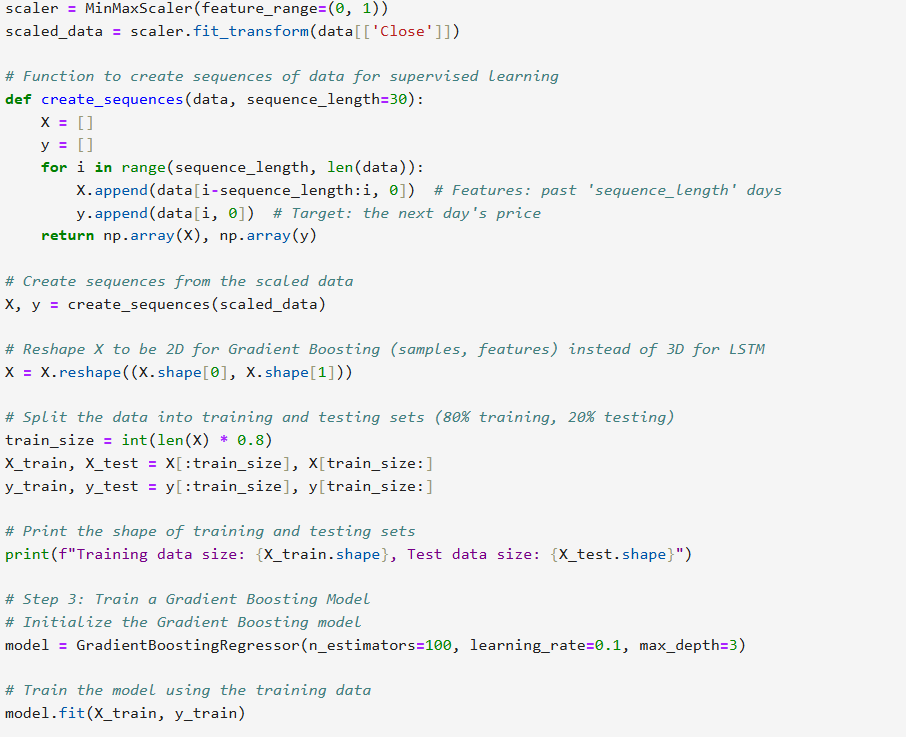 scaler = MinMaxScaler(feature_range=(0, 1))
scaled_data = scaler.fit_transform(data[['Close']])

# Function to create sequences of data for supervised learning
def create_sequences(data, sequence_length=30):
    X = []
    y = []
    for i in range(sequence_length, len(data)):
        X.append(data[i-sequence_length:i, 0])  # Features: past 'sequence_length' days
        y.append(data[i, 0])  # Target: the next day's price
    return np.array(X), np.array(y)

# Create sequences from the scaled data
X, y = create_sequences(scaled_data)

# Reshape X to be 2D for Gradient Boosting (samples, features) instead of 3D for LSTM
X = X.reshape((X.shape[0], X.shape[1]))

# Split the data into training and testing sets (80% training, 20% testing)
train_size = int(len(X) * 0.8)
X_train, X_test = X[:train_size], X[train_size:]
y_train, y_test = y[:train_size], y[train_size:]

# Print the shape of training and testing sets
print(f"Training data size: {X_train.shape}, Test data size: {X_test.shape}")

# Step 3: Train a Gradient Boosting Model
# Initialize the Gradient Boosting model
model = GradientBoostingRegressor(n_estimators=100, learning_rate=0.1, max_depth=3)

# Train the model using the training data
model.fit(X_train, y_train)